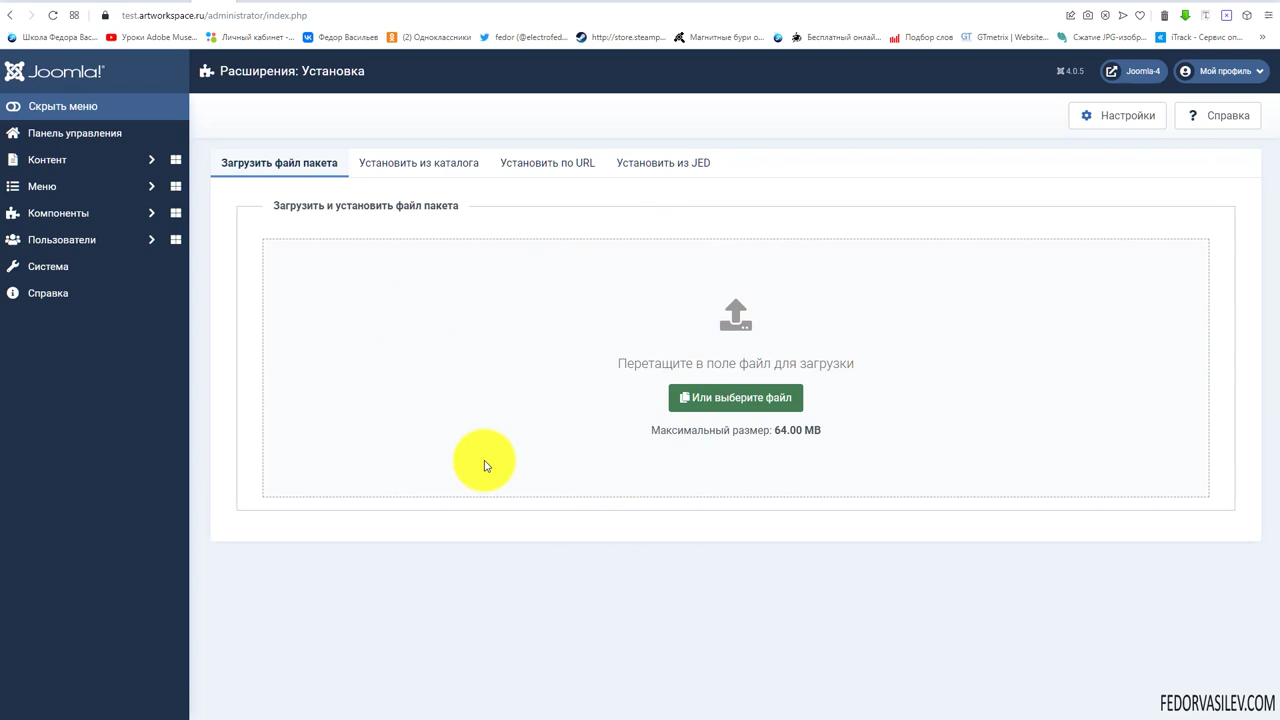 test.artworkspace.ru/administrator/index.php
Школа Федора Вас...
Уроки Adobe Muse...
Личный кабинет -...
Федор Васильев
(2) Одноклассники
fedor (@electrofed...
http://store.steamp...
Магнитные бури о...
Бесплатный онлай...
Подбор слов
GTmetrix | Website...
Сжатие JPG-изобр...
iTrack - Сервис оп...
Joomla!
Расширения: Установка
4.0.5
Joomla-4
Мой профиль
Скрыть меню
Панель управления
Контент
Меню
Компоненты
Пользователи
Система
Справка
Настройки
? Справка
Загрузить файл пакета
Установить из каталога
Установить по URL
Установить из JED
Загрузить и установить файл пакета
Перетащите в поле файл для загрузки
Или выберите файл
Максимальный размер: 64.00 MB
FEDORVASILEV.COM